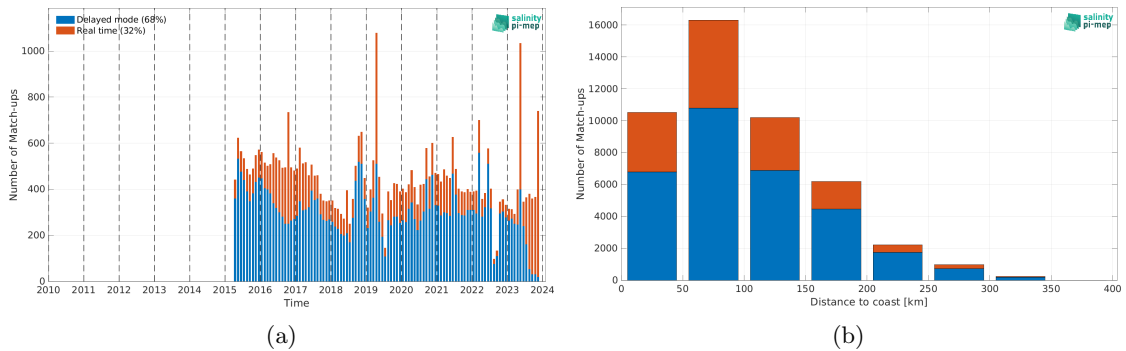 Delayed mode (68%)
Real time (32%)
salinity
pi-mep
Number of Match-ups
1000
800
600
400
200
0
2010 2011 2012 2013 2014 2015 2016 2017 2018 2019 2020 2021 2022 2023 2024
Time
(a)
salinity
pi-mep
Number of Match-ups
16000
14000
12000
10000
8000
6000
4000
2000
0
0 50 100 150 200 250 300 350 400
Distance to coast [km]
(b)